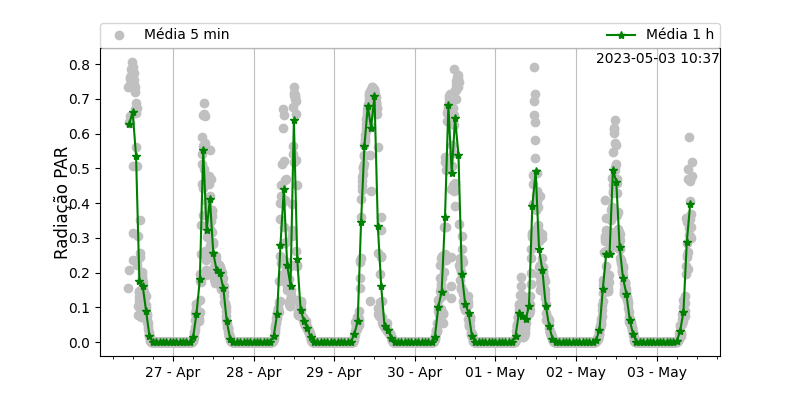 Média 5 min
Média 1 h
2023-05-03 10:37
Radiação PAR
0.8
0.7
0.6
0.5
0.4
0.3
0.2
0.1
0.0
27 - Apr
28 - Apr
29 - Apr
30 - Apr
01 - May
02 - May
03 - May